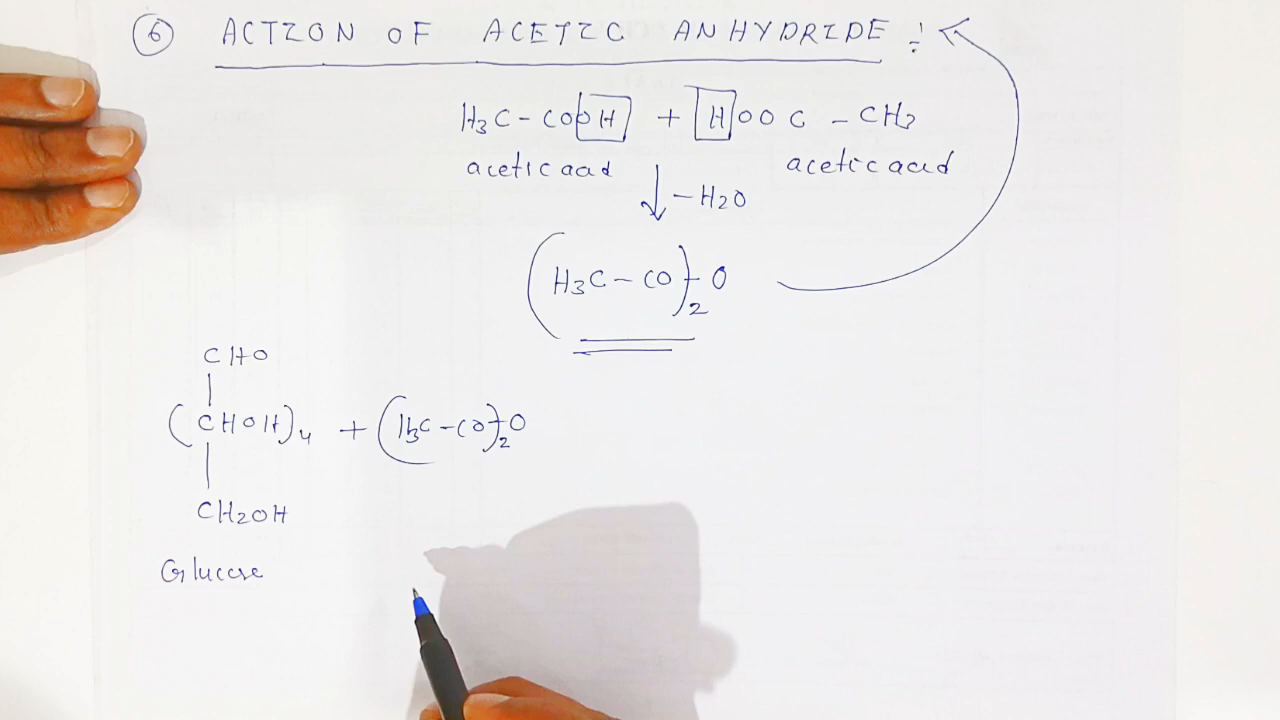 6 ACTION OF ACETIC ANHYDRIDE :
H3C - COOH + HOOC - CH3
acetic acid acetic acid
- H2O
(H3C - CO)2 - O
CHO
(CHOH)4 + (H3C - CO)2 - O
CH2OH
Glucose